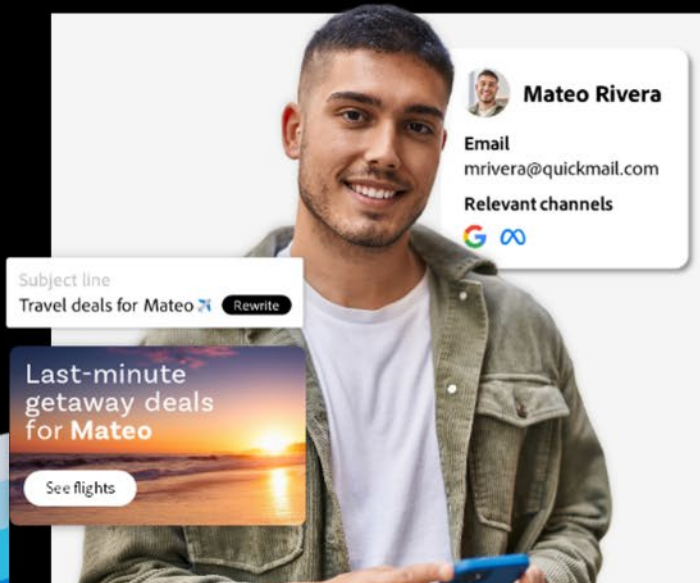 Mateo Rivera
Email
mrivera@quickmail.com
Relevant channels
Subject line
Travel deals for Mateo ✈️ Rewrite
Last-minute
getaway deals
for Mateo
See flights